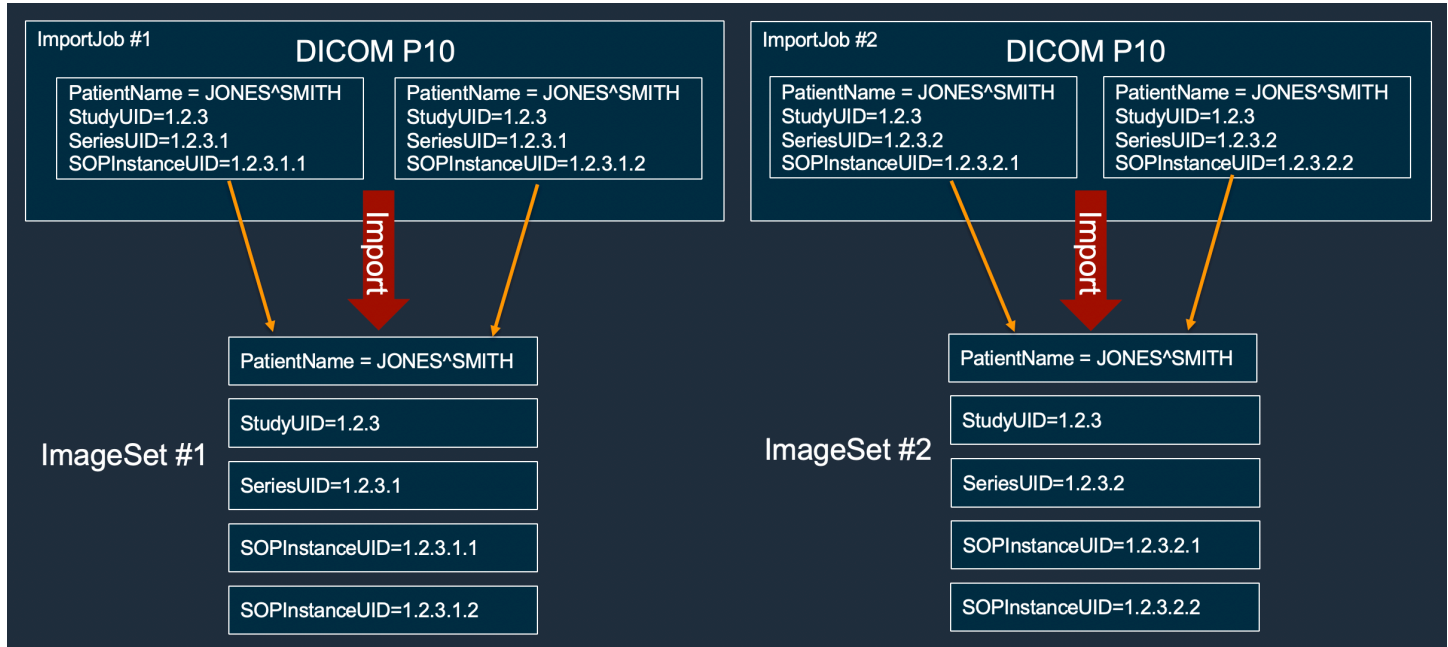 ImportJob #1
DICOM P10
PatientName = JONES^SMITH
StudyUID=1.2.3
SeriesUID=1.2.3.1
SOPInstanceUID=1.2.3.1.1
PatientName = JONES^SMITH
StudyUID=1.2.3
SeriesUID=1.2.3.1
SOPInstanceUID=1.2.3.1.2
Import
PatientName = JONES^SMITH
ImageSet #1
StudyUID=1.2.3
SeriesUID=1.2.3.1
SOPInstanceUID=1.2.3.1.1
SOPInstanceUID=1.2.3.1.2
ImportJob #2
DICOM P10
PatientName = JONES^SMITH
StudyUID=1.2.3
SeriesUID=1.2.3.2
SOPInstanceUID=1.2.3.2.1
PatientName = JONES^SMITH
StudyUID=1.2.3
SeriesUID=1.2.3.2
SOPInstanceUID=1.2.3.2.2
Import
PatientName = JONES^SMITH
ImageSet #2
StudyUID=1.2.3
SeriesUID=1.2.3.2
SOPInstanceUID=1.2.3.2.1
SOPInstanceUID=1.2.3.2.2